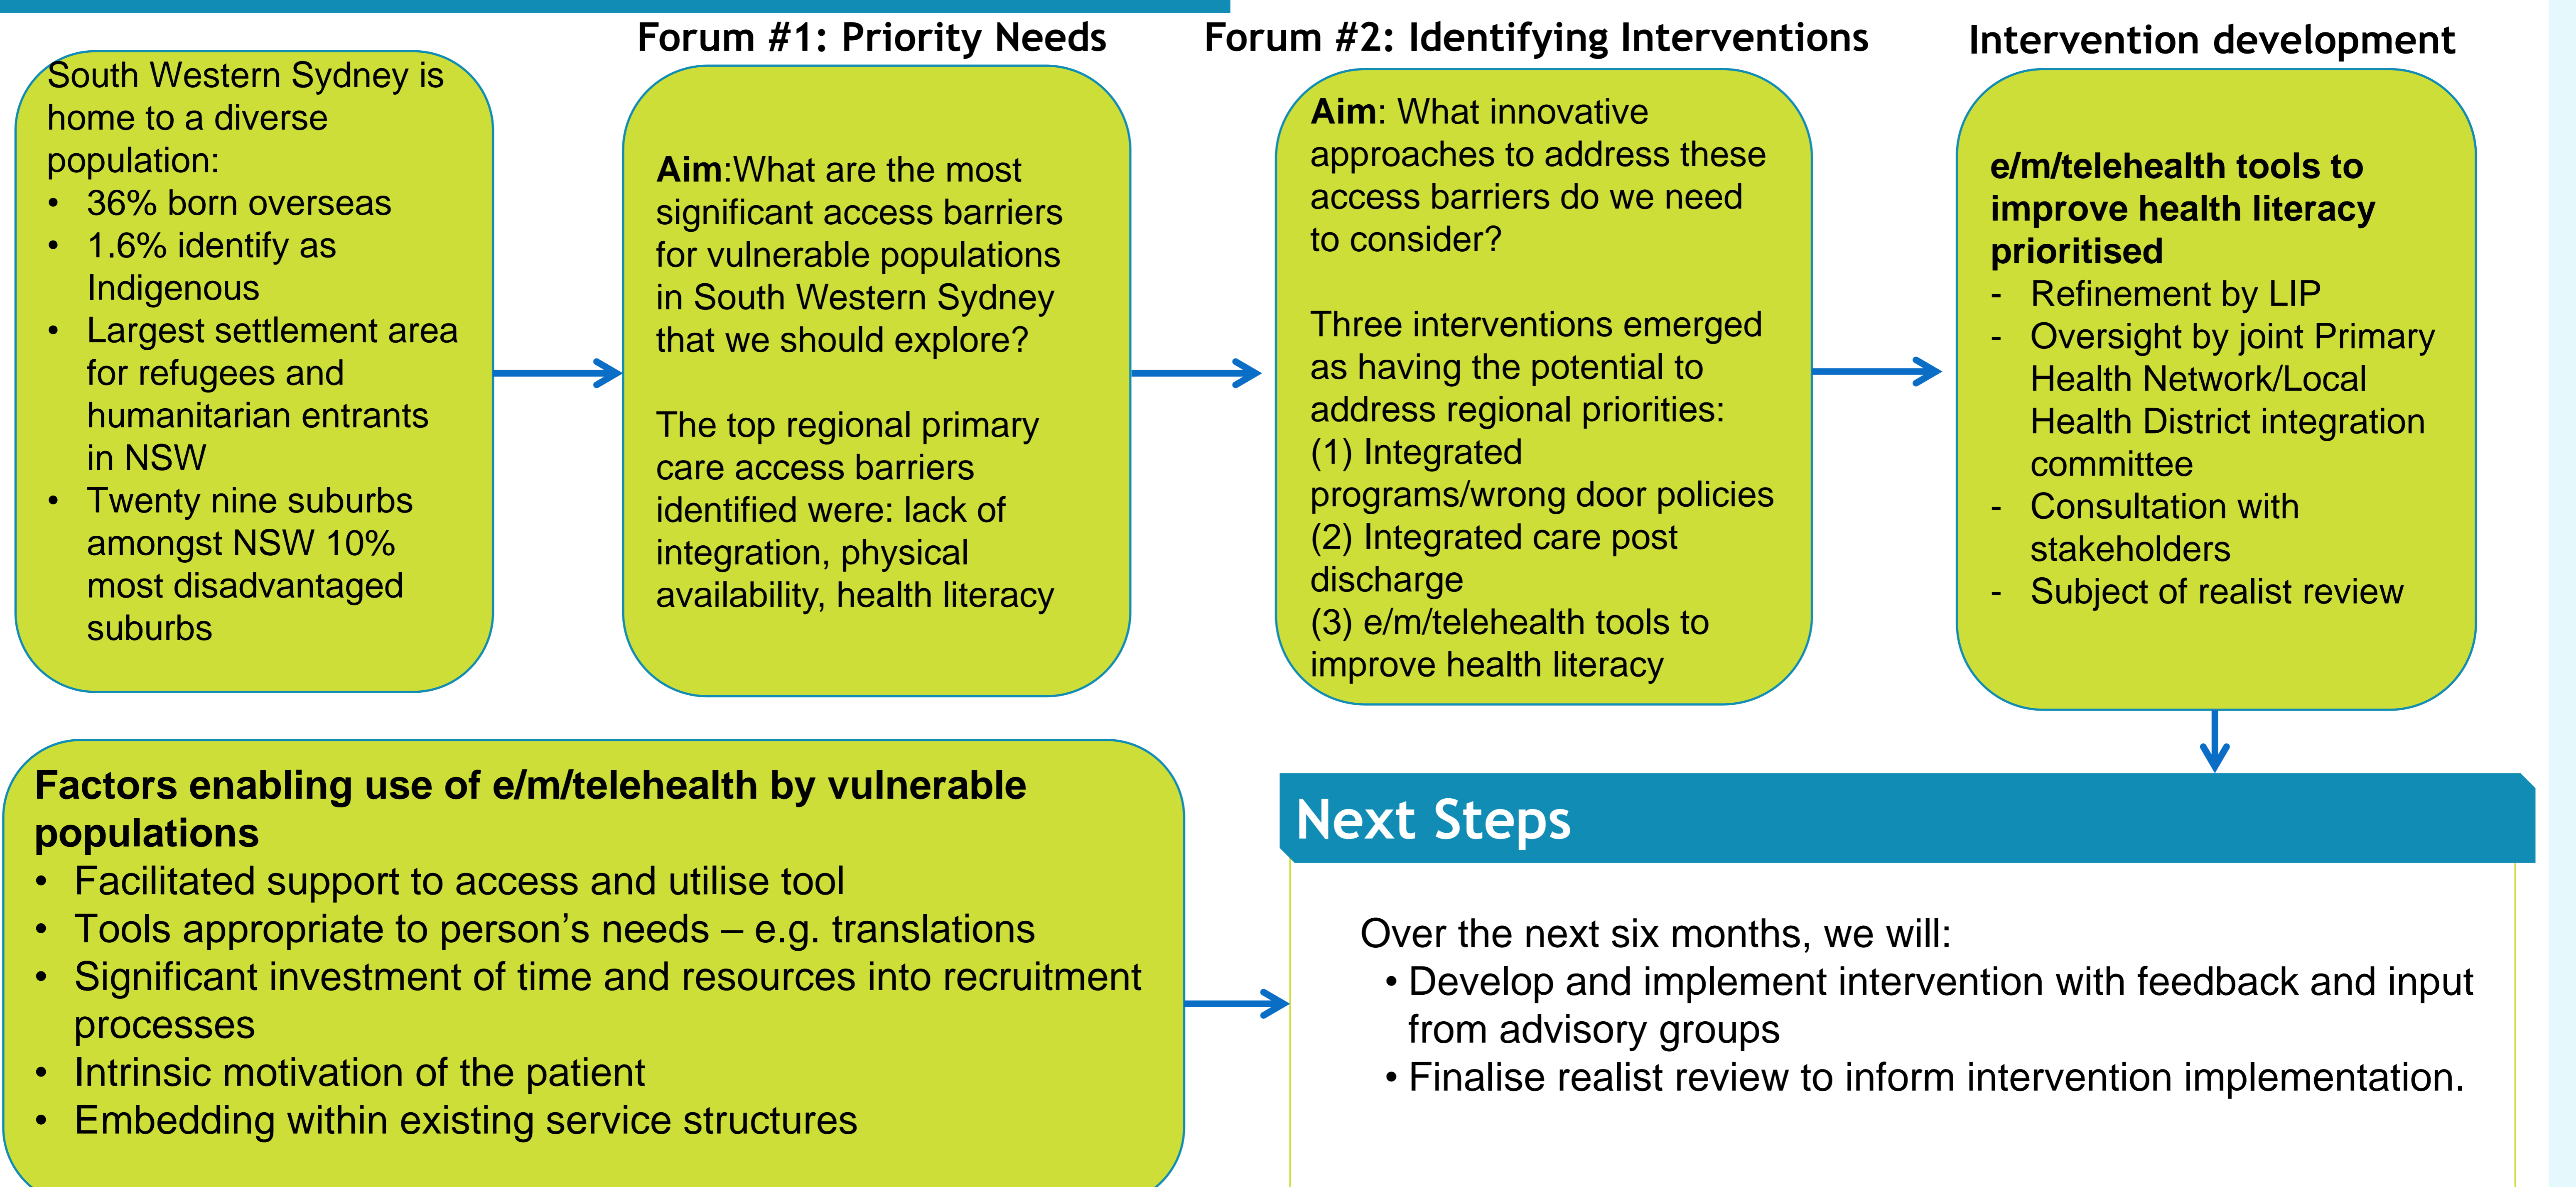 South Western Sydney is
home to a diverse
population:
• 36% born overseas
• 1.6% identify as
Indigenous
• Largest settlement area
for refugees and
humanitarian entrants
in NSW
• Twenty nine suburbs
amongst NSW 10%
most disadvantaged
suburbs
Forum #1: Priority Needs
Aim:What are the most
significant access barriers
for vulnerable populations
in South Western Sydney
that we should explore?
The top regional primary
care access barriers
identified were: lack of
integration, physical
availability, health literacy
Forum #2: Identifying Interventions
Aim: What innovative
approaches to address these
access barriers do we need
to consider?
Three interventions emerged
as having the potential to
address regional priorities:
(1) Integrated
programs/wrong door policies
(2) Integrated care post
discharge
(3) e/m/telehealth tools to
improve health literacy
Intervention development
e/m/telehealth tools to
improve health literacy
prioritised
- Refinement by LIP
- Oversight by joint Primary
Health Network/Local
Health District integration
committee
- Consultation with
stakeholders
- Subject of realist review
Factors enabling use of e/m/telehealth by vulnerable
populations
• Facilitated support to access and utilise tool
• Tools appropriate to person’s needs – e.g. translations
• Significant investment of time and resources into recruitment
processes
• Intrinsic motivation of the patient
• Embedding within existing service structures
Next Steps
Over the next six months, we will:
• Develop and implement intervention with feedback and input
from advisory groups
• Finalise realist review to inform intervention implementation.